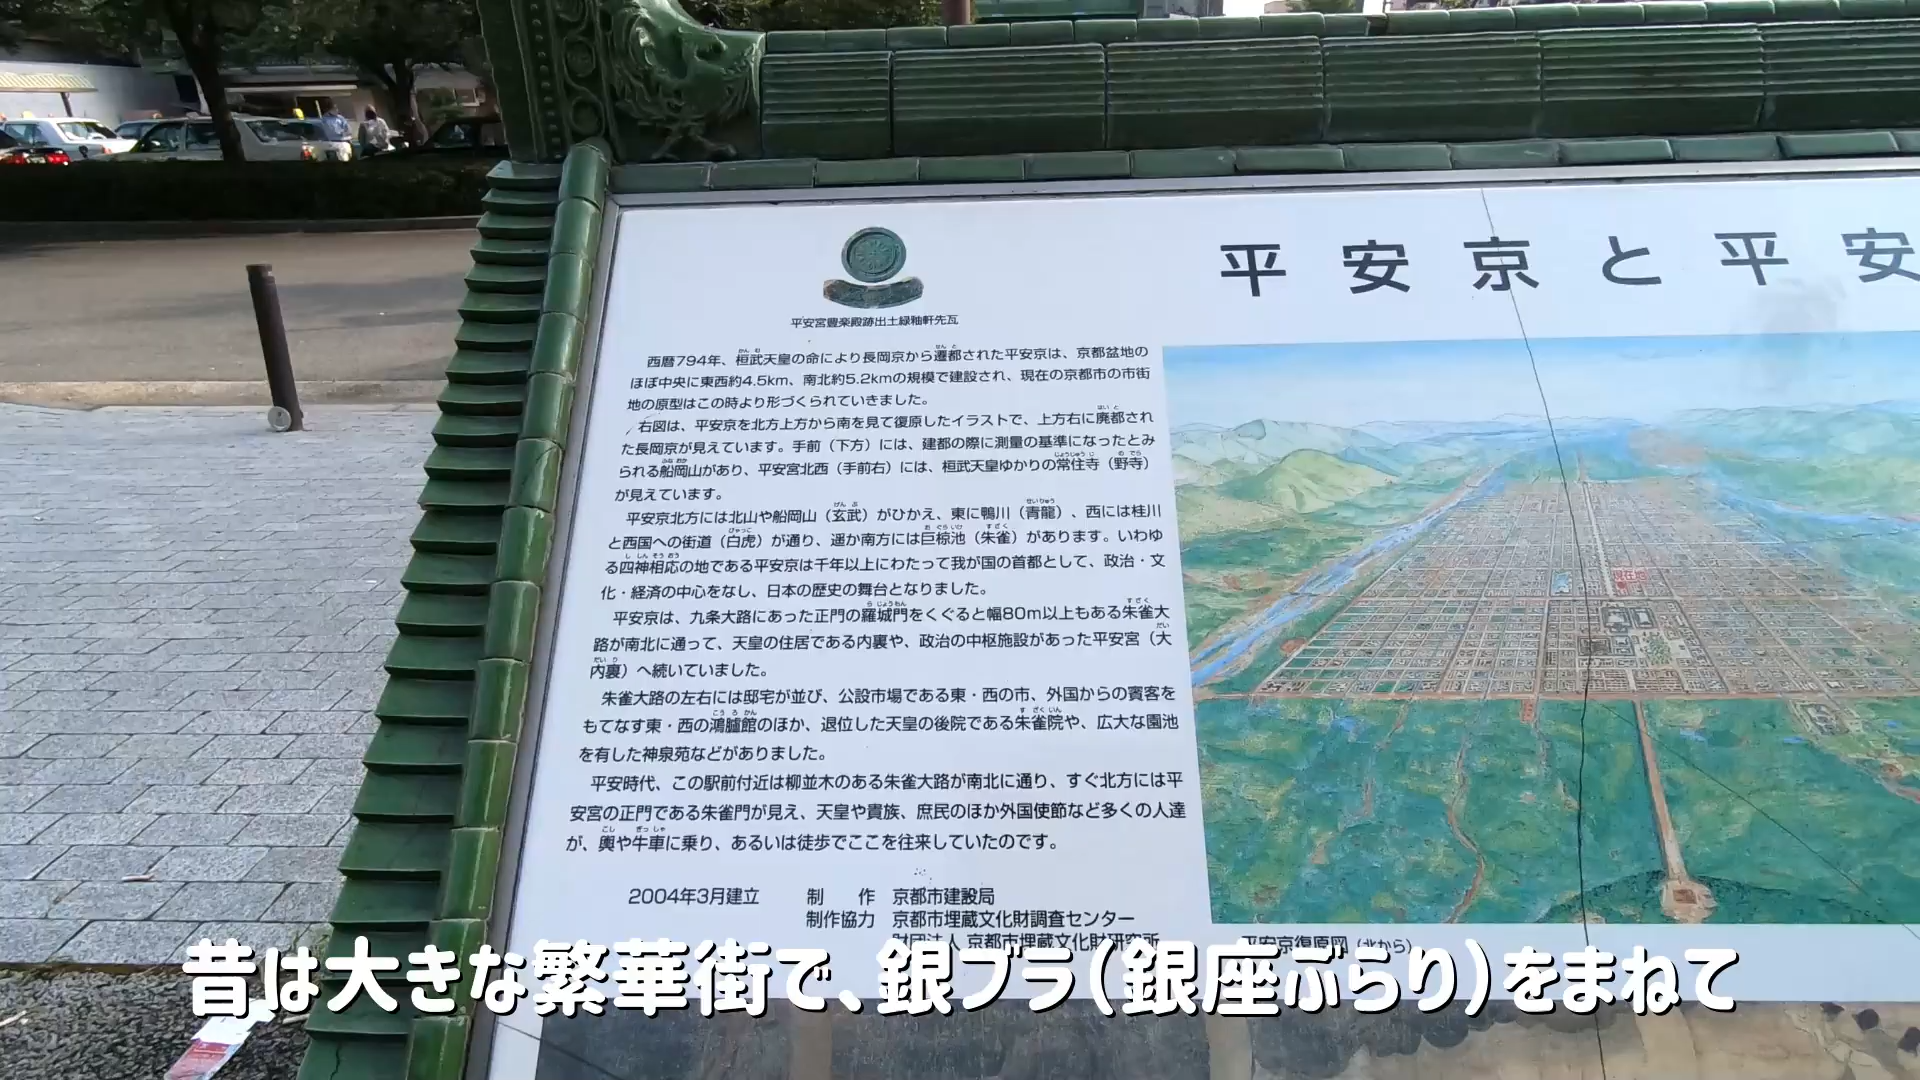 平安京と平安
平安宮豊楽殿跡出土緑釉軒先瓦
西暦794年、桓武天皇の命により長岡京から遷都された平安京は、京都盆地の
ほぼ中央に東西約4.5km、南北約5.2kmの規模で建設され、現在の京都市の市街
地の原型はこの時より形づくられていきました。
右図は、平安京を北方上方から南を見て復原したイラストで、上方右に廃都され
た長岡京が見えています。手前（下方）には、建都の際に測量の基準になったとみ
られる船岡山があり、平安宮北西（手前右）には、桓武天皇ゆかりの常住寺（野寺）
が見えています。
平安京北方には北山や船岡山（玄武）がひかえ、東に鴨川（青龍）、西には桂川
と西国への街道（白虎）が通り、遥か南方には巨椋池（朱雀）があります。いわゆ
る四神相応の地である平安京は千年以上にわたって我が国の首都として、政治・文
化・経済の中心をなし、日本の歴史の舞台となりました。
平安京は、九条大路にあった正門の羅城門をくぐると幅80m以上もある朱雀大
路が南北に通って、天皇の住居である内裏や、政治の中枢施設があった平安宮（大
内裏）へ続いていました。
朱雀大路の左右には邸宅が並び、公設市場である東・西の市、外国からの賓客を
もてなす東・西の鴻臚館のほか、退位した天皇の後院である朱雀院や、広大な園池
を有した神泉苑などがありました。
平安時代、この駅前付近は柳並木のある朱雀大路が南北に通り、すぐ北方には平
安宮の正門である朱雀門が見え、天皇や貴族、庶民のほか外国使節など多くの人達
が、輿や牛車に乗り、あるいは徒歩でここを往来していたのです。
2004年3月建立 制 作 京都市建設局
制作協力 京都市埋蔵文化財調査センター
財団法人 京都市埋蔵文化財研究所
現在地
平安京復原図（北から）
昔は大きな繁華街で、銀ブラ（銀座ぶらり）をまねて